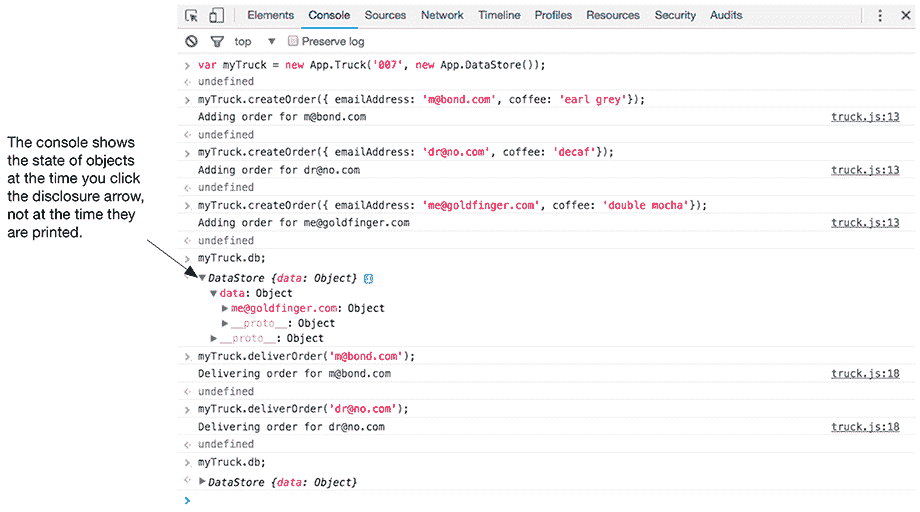 Elements Console Sources Network Timeline Profiles Resources Security Audits
top Preserve log
var myTruck = new App.Truck('007', new App.DataStore());
undefined
myTruck.createOrder({ emailAddress: 'm@bond.com', coffee: 'earl grey'});
Adding order for m@bond.com truck.js:13
undefined
myTruck.createOrder({ emailAddress: 'dr@no.com', coffee: 'decaf'});
Adding order for dr@no.com truck.js:13
undefined
myTruck.createOrder({ emailAddress: 'me@goldfinger.com', coffee: 'double mocha'});
Adding order for me@goldfinger.com truck.js:13
undefined
myTruck.db;
The console shows
the state of objects
at the time you click
the disclosure arrow,
not at the time they
are printed.
DataStore {data: Object}
data: Object
me@goldfinger.com: Object
__proto__: Object
__proto__: Object
myTruck.deliverOrder('m@bond.com');
Delivering order for m@bond.com truck.js:18
undefined
myTruck.deliverOrder('dr@no.com');
Delivering order for dr@no.com truck.js:18
undefined
myTruck.db;
DataStore {data: Object}